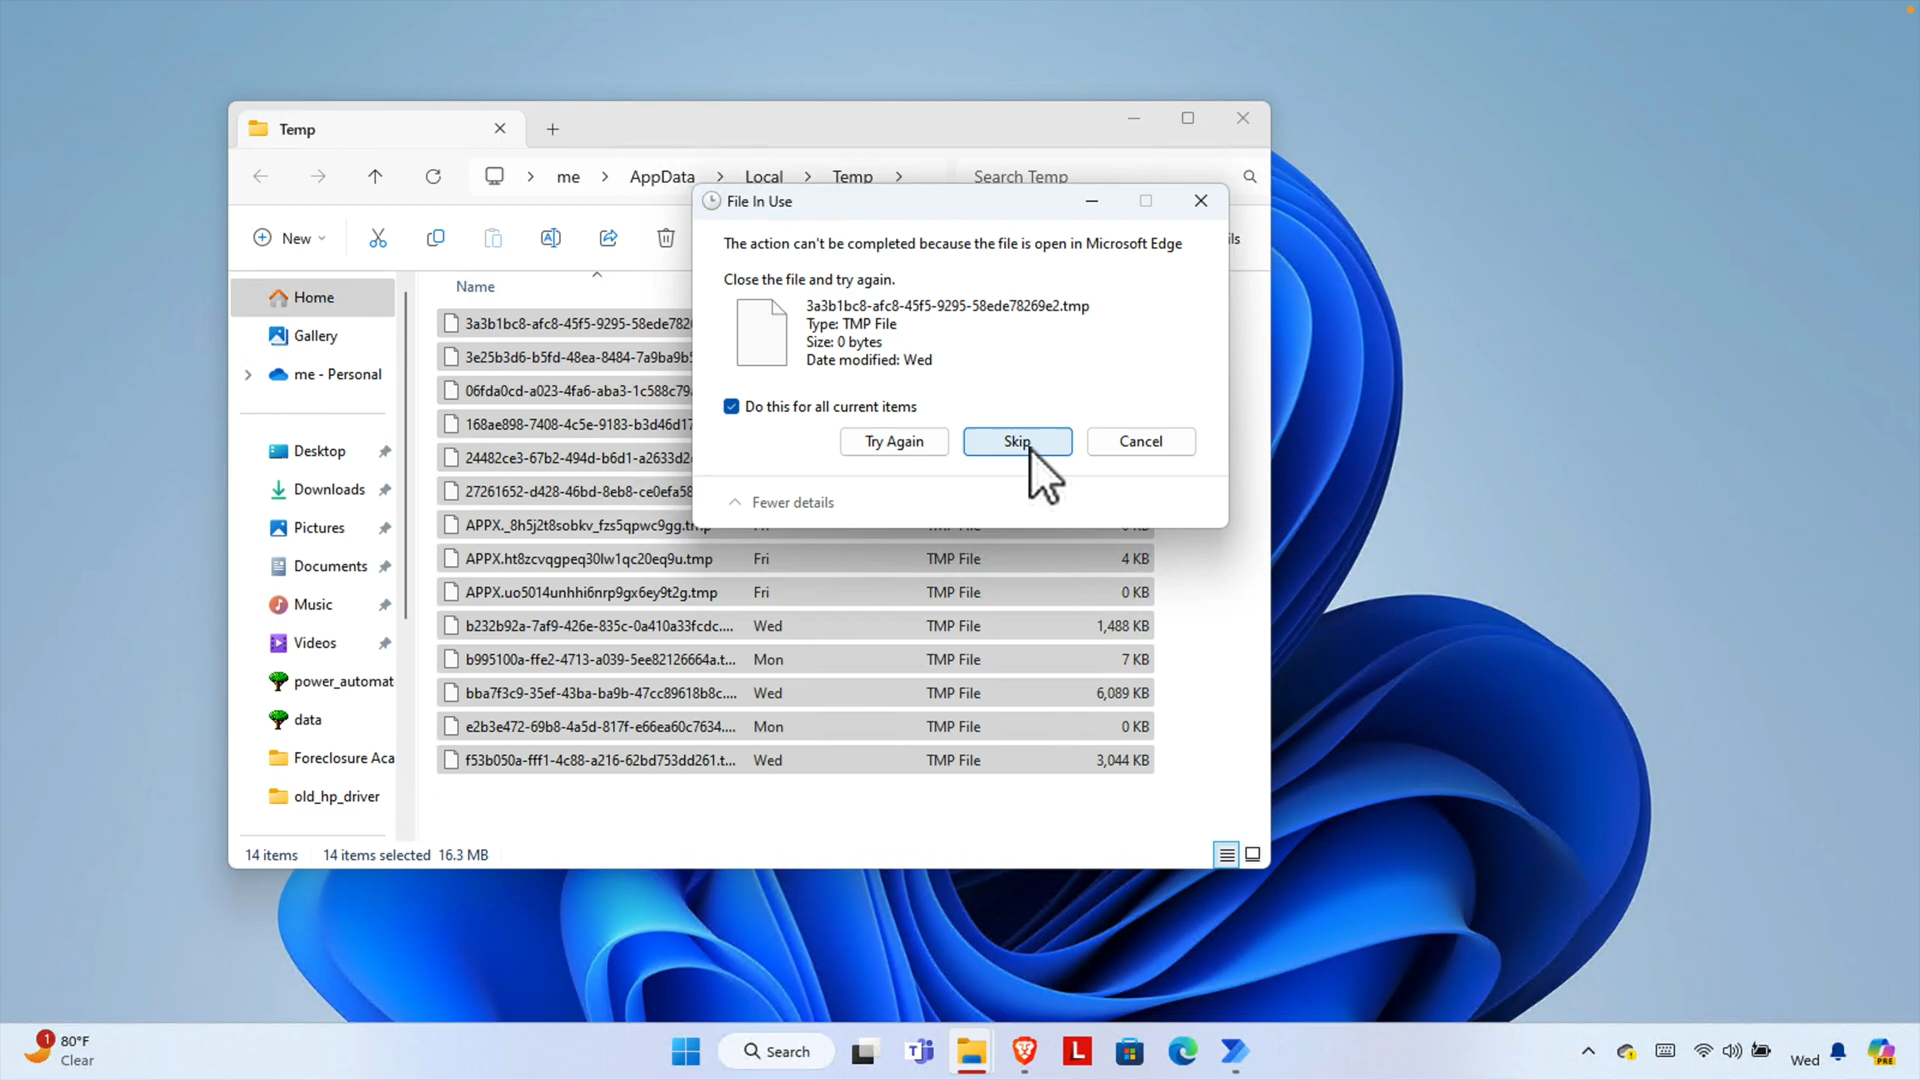 Temp
me > AppData > Local > Temp >
Search Temp
New
Name
Home
Gallery
me - Personal
Desktop
Downloads
Pictures
Documents
Music
Videos
power_automat
data
Foreclosure Aca
old_hp_driver
3a3b1bc8-afc8-45f5-9295-58ede782
3e25b3d6-b5fd-48ea-8484-7a9ba9b5
06fda0cd-a023-4fa6-aba3-1c588c79
168ae898-7408-4c5e-9183-b3d46d17
24482ce3-67b2-494d-b6d1-a2633d2
27261652-d428-46bd-8eb8-ce0efa58
APPX._8h5j2t8sobkv_fzs5qpwc9gg.tmp Fri TMP File
APPX.ht8zcvqgpeq30lw1qc20eq9u.tmp Fri TMP File 4 KB
APPX.uo5014unhhi6nrp9gx6ey9t2g.tmp Fri TMP File 0 KB
b232b92a-7af9-426e-835c-0a410a33fcdc.... Wed TMP File 1,488 KB
b995100a-ffe2-4713-a039-5ee82126664a.t... Mon TMP File 7 KB
bba7f3c9-35ef-43ba-ba9b-47cc89618b8c.... Wed TMP File 6,089 KB
e2b3e472-69b8-4a5d-817f-e66ea60c7634.... Mon TMP File 0 KB
f53b050a-fff1-4c88-a216-62bd753dd261.t... Wed TMP File 3,044 KB
14 items 14 items selected 16.3 MB
File In Use
The action can't be completed because the file is open in Microsoft Edge
Close the file and try again.
3a3b1bc8-afc8-45f5-9295-58ede78269e2.tmp
Type: TMP File
Size: 0 bytes
Date modified: Wed
Do this for all current items
Try Again Skip Cancel
Fewer details
1
80°F
Clear
Search
T
L
Wed
PRE